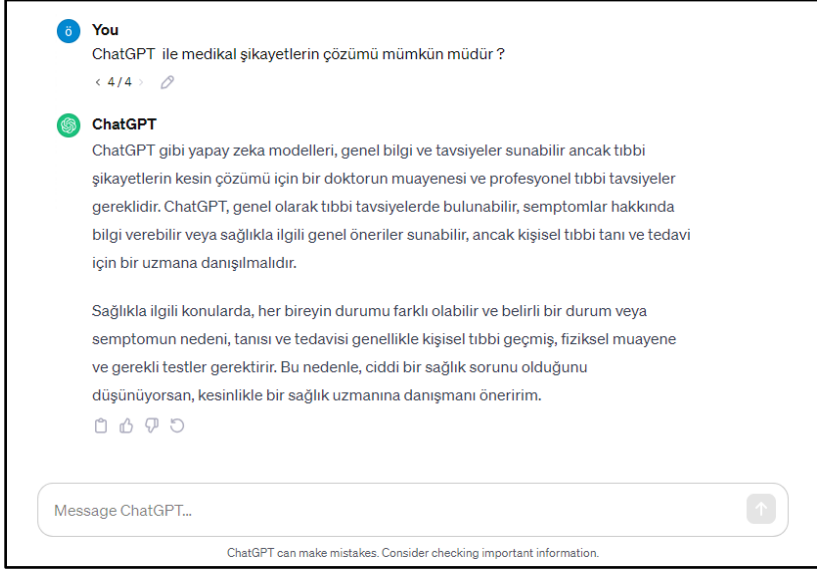 ö
You
ChatGPT ile medikal şikayetlerin çözümü mümkün müdür ?
< 4 / 4 >
ChatGPT
ChatGPT gibi yapay zeka modelleri, genel bilgi ve tavsiyeler sunabilir ancak tıbbi
şikayetlerin kesin çözümü için bir doktorun muayenesi ve profesyonel tıbbi tavsiyeler
gereklidir. ChatGPT, genel olarak tıbbi tavsiyelerde bulunabilir, semptomlar hakkında
bilgi verebilir veya sağlıkla ilgili genel öneriler sunabilir, ancak kişisel tıbbi tanı ve tedavi
için bir uzmana danışılmalıdır.
Sağlıkla ilgili konularda, her bireyin durumu farklı olabilir ve belirli bir durum veya
semptomun nedeni, tanısı ve tedavisi genellikle kişisel tıbbi geçmiş, fiziksel muayene
ve gerekli testler gerektirir. Bu nedenle, ciddi bir sağlık sorunu olduğunu
düşünüyorsan, kesinlikle bir sağlık uzmanına danışmanı öneririm.
Message ChatGPT...
ChatGPT can make mistakes. Consider checking important information.